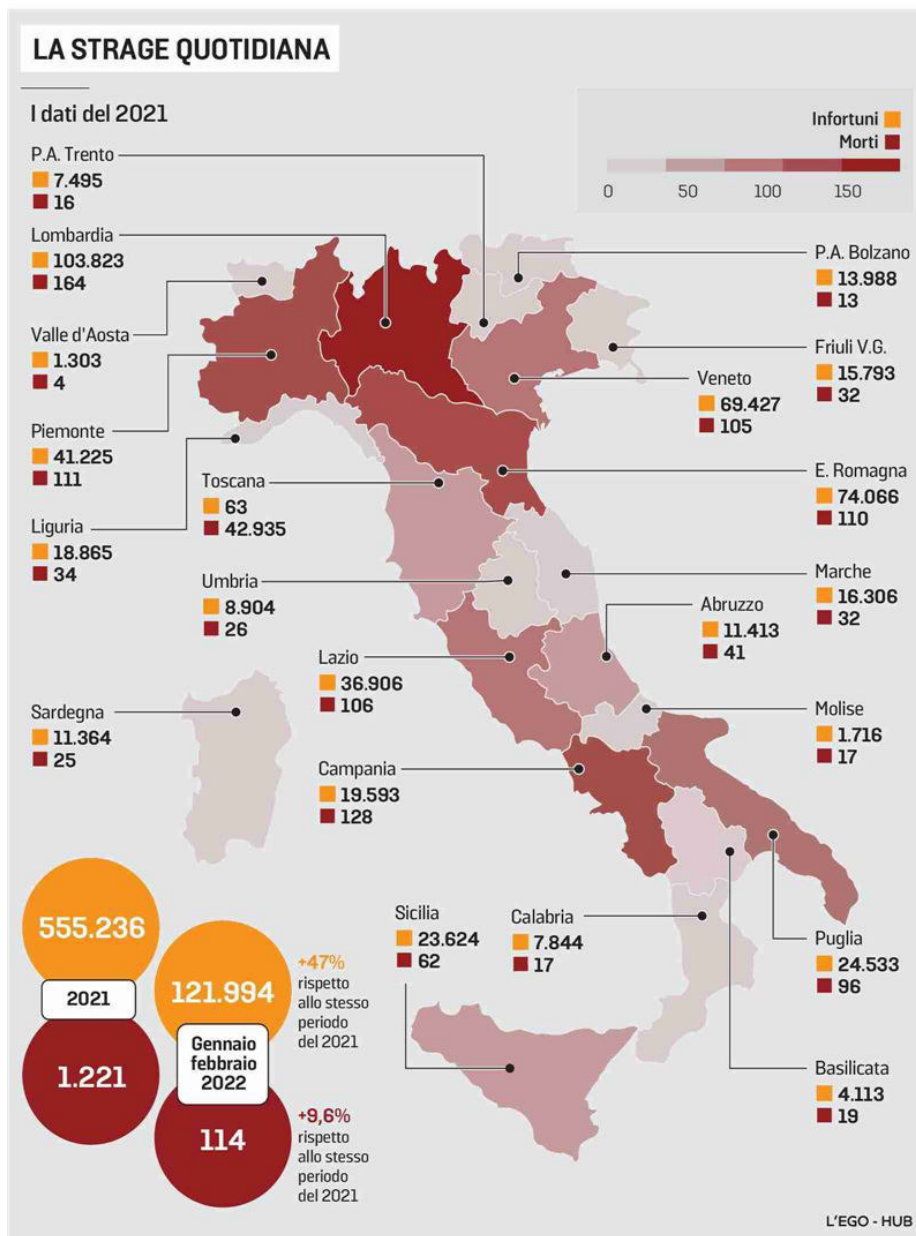 LA STRAGE QUOTIDIANA
I dati del 2021
Infortuni
Morti
0 50 100 150
P.A. Trento
7.495
16
Lombardia
103.823
164
Valle d'Aosta
1.303
4
Piemonte
41.225
111
Liguria
18.865
34
Toscana
63
42.935
Umbria
8.904
26
Lazio
36.906
106
Sardegna
11.364
25
Campania
19.593
128
P.A. Bolzano
13.988
13
Friuli V.G.
15.793
32
Veneto
69.427
105
E. Romagna
74.066
110
Marche
16.306
32
Abruzzo
11.413
41
Molise
1.716
17
Sicilia
23.624
62
Calabria
7.844
17
Puglia
24.533
96
Basilicata
4.113
19
555.236
2021
1.221
121.994
Gennaio
febbraio
2022
114
+47%
rispetto
allo stesso
periodo
del 2021
+9,6%
rispetto
allo stesso
periodo
del 2021
L'EGO - HUB